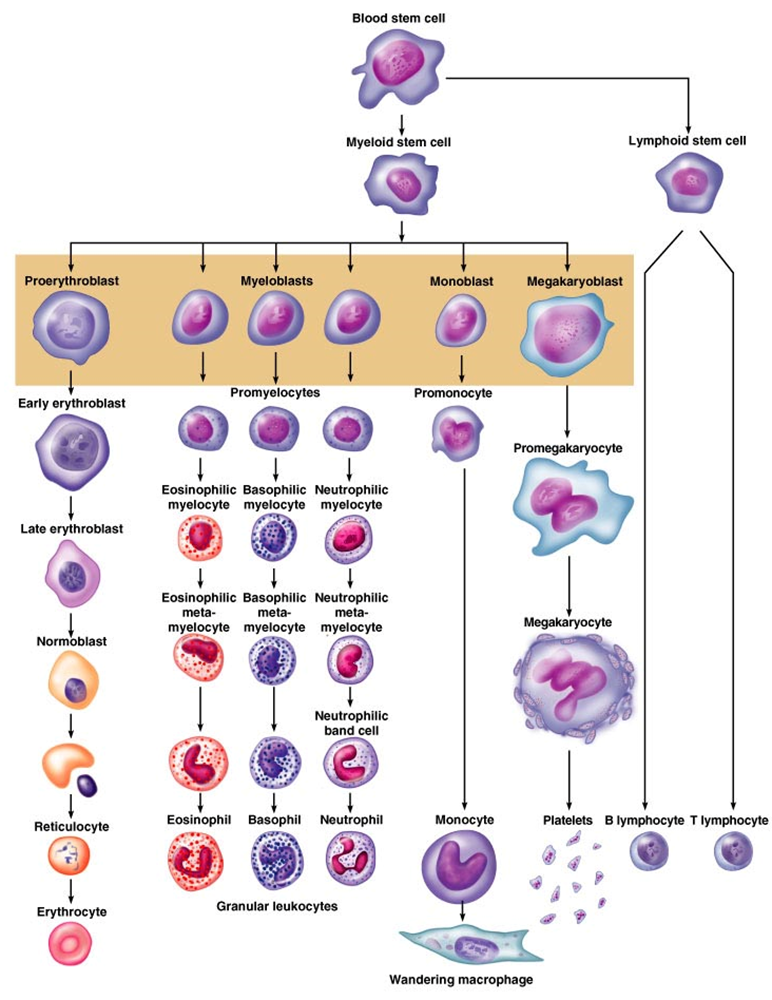 Blood stem cell
Myeloid stem cell
Lymphoid stem cell
Proerythroblast
Myeloblasts
Monoblast
Megakaryoblast
Early erythroblast
Promyelocytes
Promonocyte
Promegakaryocyte
Eosinophilic
myelocyte
Basophilic
myelocyte
Neutrophilic
myelocyte
Late erythroblast
Eosinophilic
meta-
myelocyte
Basophilic
meta-
myelocyte
Neutrophilic
meta-
myelocyte
Megakaryocyte
Normoblast
Neutrophilic
band cell
Reticulocyte
Eosinophil
Basophil
Neutrophil
Monocyte
Platelets
B lymphocyte
T lymphocyte
Granular leukocytes
Erythrocyte
Wandering macrophage